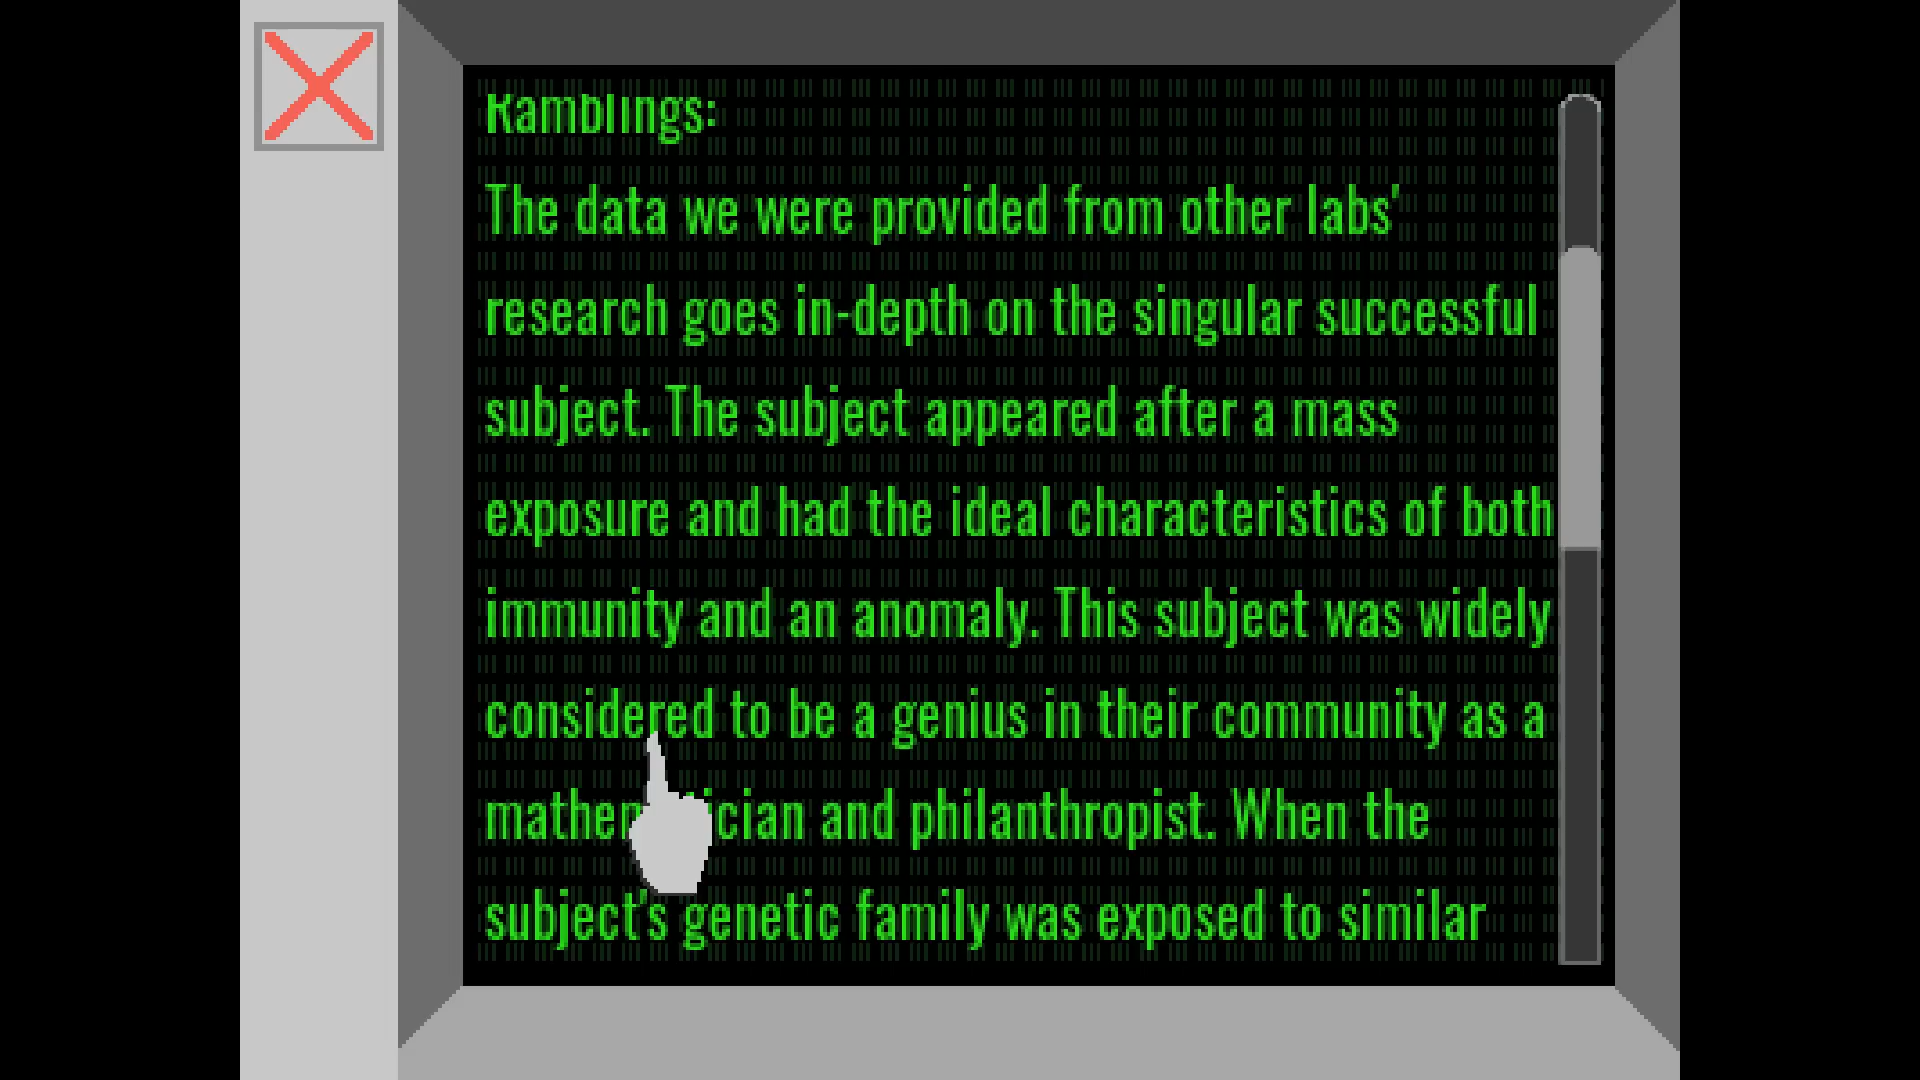 Ramblings:
The data we were provided from other labs'
research goes in-depth on the singular successful
subject. The subject appeared after a mass
exposure and had the ideal characteristics of both
immunity and an anomaly. This subject was widely
considered to be a genius in their community as a
mathematician and philanthropist. When the
subject's genetic family was exposed to similar